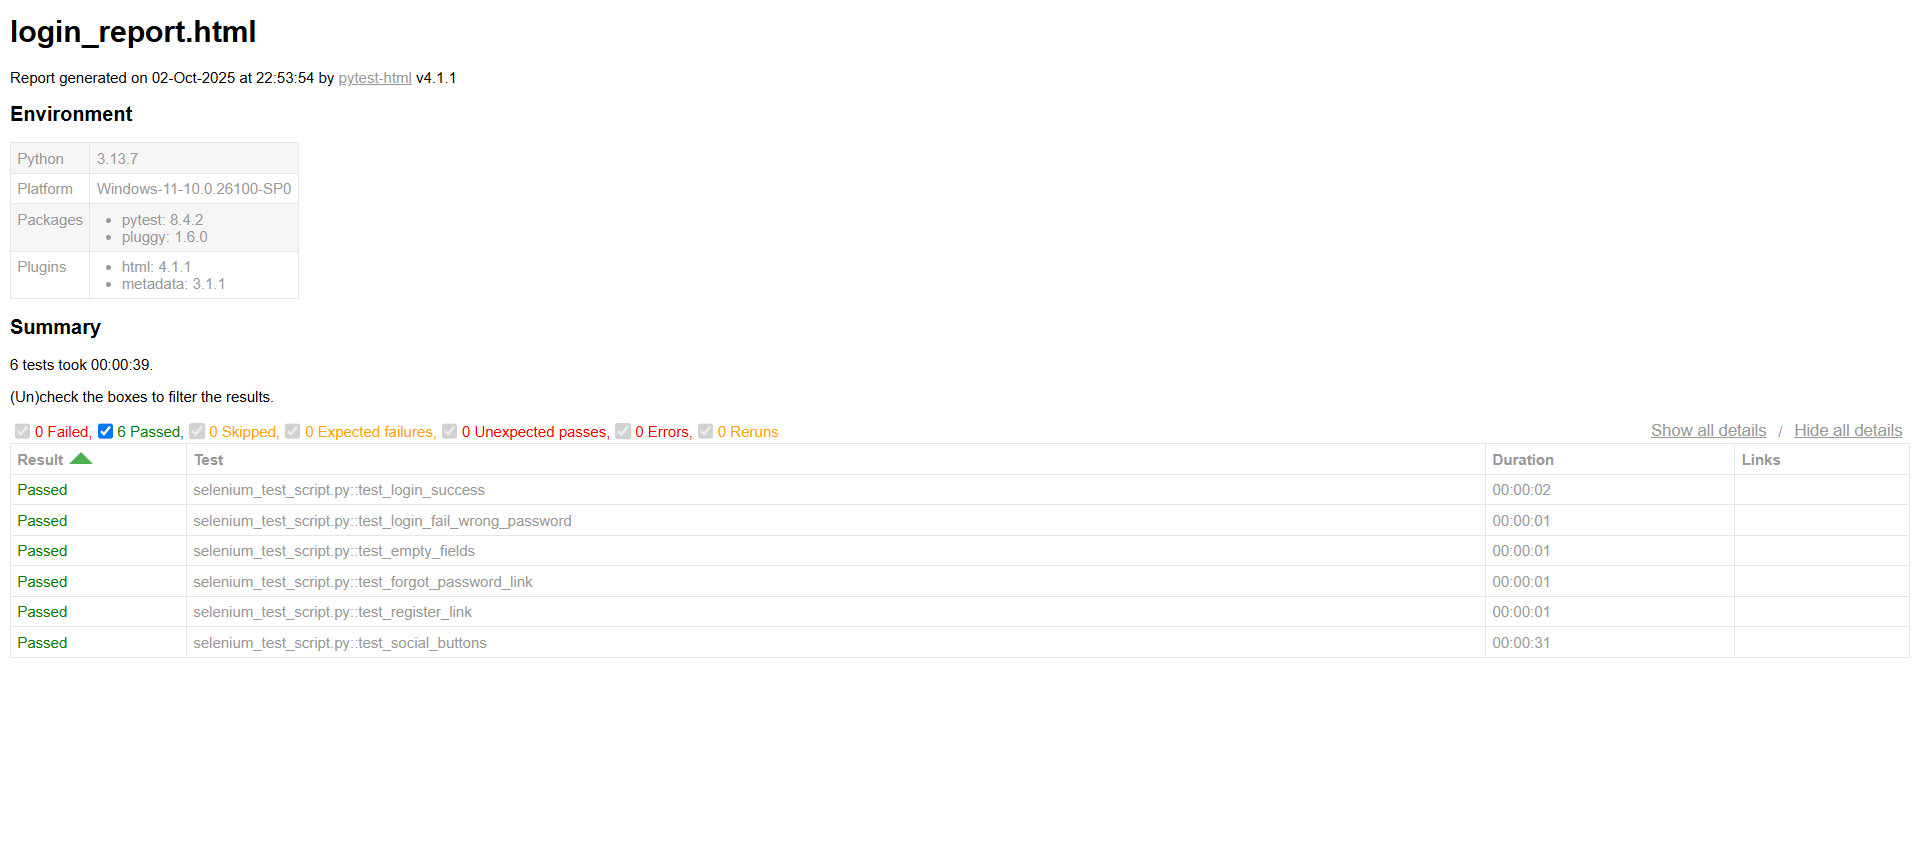 login_report.html
Report generated on 02-Oct-2025 at 22:53:54 by pytest-html v4.1.1
Environment
Python 3.13.7
Platform Windows-11-10.0.26100-SP0
Packages • pytest: 8.4.2
• pluggy: 1.6.0
Plugins • html: 4.1.1
• metadata: 3.1.1
Summary
6 tests took 00:00:39.
(Un)check the boxes to filter the results.
0 Failed, 6 Passed, 0 Skipped, 0 Expected failures, 0 Unexpected passes, 0 Errors, 0 Reruns Show all details / Hide all details
Result Test Duration Links
Passed selenium_test_script.py::test_login_success 00:00:02
Passed selenium_test_script.py::test_login_fail_wrong_password 00:00:01
Passed selenium_test_script.py::test_empty_fields 00:00:01
Passed selenium_test_script.py::test_forgot_password_link 00:00:01
Passed selenium_test_script.py::test_register_link 00:00:01
Passed selenium_test_script.py::test_social_buttons 00:00:31